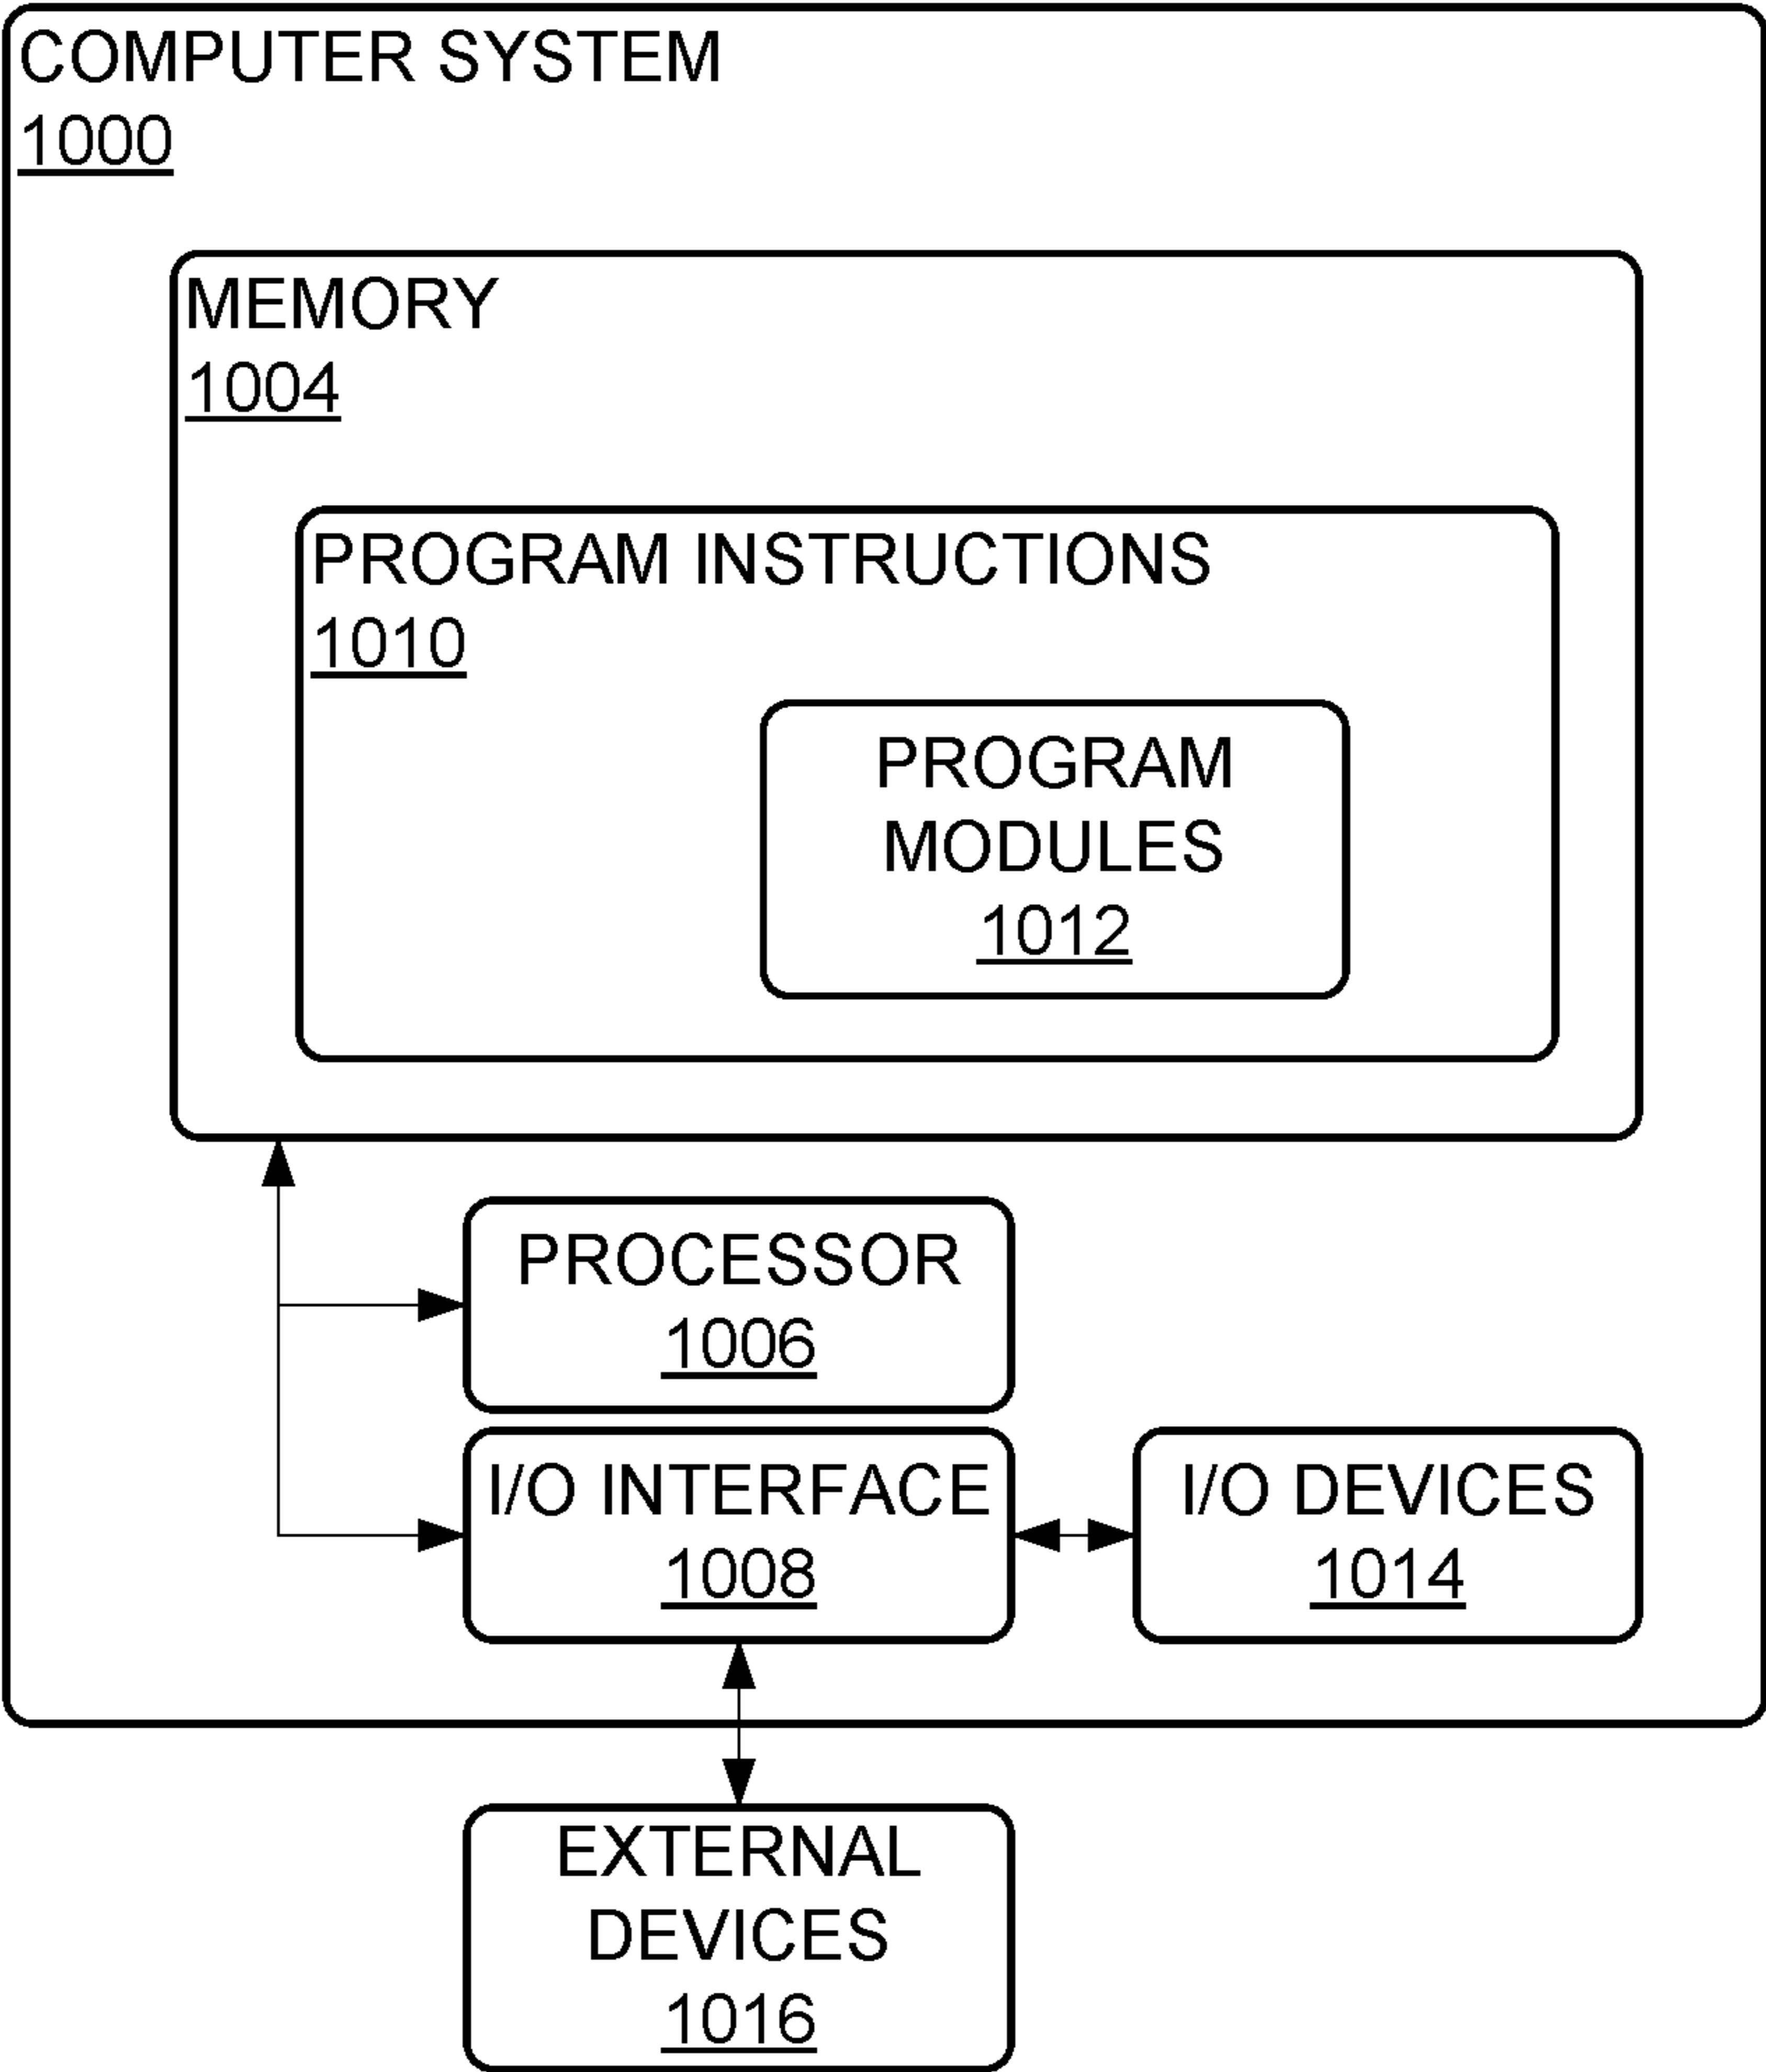 COMPUTER SYSTEM
1000
MEMORY
1004
PROGRAM INSTRUCTIONS
1010
PROGRAM
MODULES
1012
PROCESSOR
1006
I/O INTERFACE
1008
I/O DEVICES
1014
EXTERNAL
DEVICES
1016